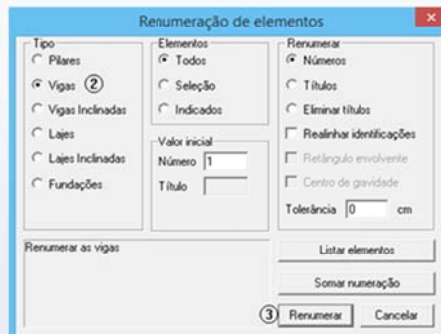 Renumeração de elementos
Tipo
Pilares
Vigas 2
Vigas Inclinadas
Lajes
Lajes Inclinadas
Fundações
Elementos
Todos
Seleção
Indicados
Valor inicial
Número 1
Título
Renumerar
Números
Títulos
Eliminar títulos
Realinhar identificações
Retângulo envolvente
Centro de gravidade
Tolerância 0 cm
Renumerar as vigas
Listar elementos
Somar numeração
3 Renumerar Cancelar